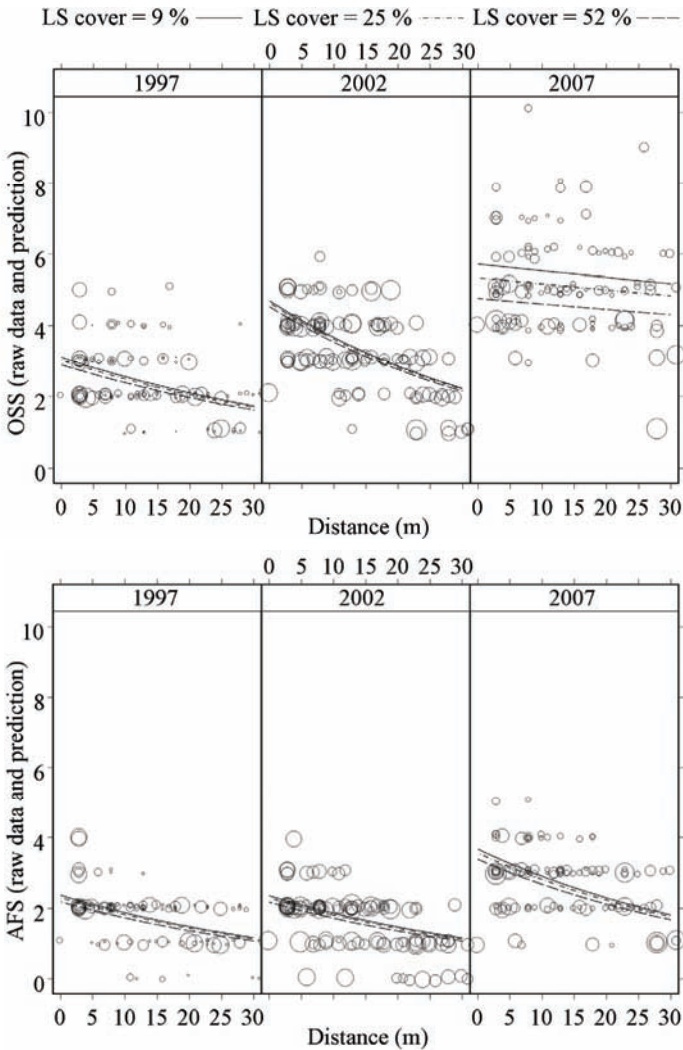 LS cover = 9 % LS cover = 25 % LS cover = 52 %
0 5 10 15 20 25 30
1997 2002 2007
OSS (raw data and prediction)
10
8
6
4
2
0
0 5 10 15 20 25 30 0 5 10 15 20 25 30
Distance (m)
0 5 10 15 20 25 30
1997 2002 2007
AFS (raw data and prediction)
10
8
6
4
2
0
0 5 10 15 20 25 30 0 5 10 15 20 25 30
Distance (m)